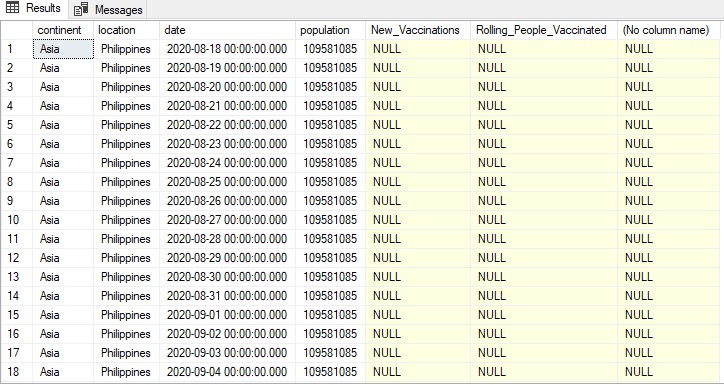 Results Messages
continent location date population New_Vaccinations Rolling_People_Vaccinated (No column name)
1 Asia Philippines 2020-08-18 00:00:00.000 109581085 NULL NULL NULL
2 Asia Philippines 2020-08-19 00:00:00.000 109581085 NULL NULL NULL
3 Asia Philippines 2020-08-20 00:00:00.000 109581085 NULL NULL NULL
4 Asia Philippines 2020-08-21 00:00:00.000 109581085 NULL NULL NULL
5 Asia Philippines 2020-08-22 00:00:00.000 109581085 NULL NULL NULL
6 Asia Philippines 2020-08-23 00:00:00.000 109581085 NULL NULL NULL
7 Asia Philippines 2020-08-24 00:00:00.000 109581085 NULL NULL NULL
8 Asia Philippines 2020-08-25 00:00:00.000 109581085 NULL NULL NULL
9 Asia Philippines 2020-08-26 00:00:00.000 109581085 NULL NULL NULL
10 Asia Philippines 2020-08-27 00:00:00.000 109581085 NULL NULL NULL
11 Asia Philippines 2020-08-28 00:00:00.000 109581085 NULL NULL NULL
12 Asia Philippines 2020-08-29 00:00:00.000 109581085 NULL NULL NULL
13 Asia Philippines 2020-08-30 00:00:00.000 109581085 NULL NULL NULL
14 Asia Philippines 2020-08-31 00:00:00.000 109581085 NULL NULL NULL
15 Asia Philippines 2020-09-01 00:00:00.000 109581085 NULL NULL NULL
16 Asia Philippines 2020-09-02 00:00:00.000 109581085 NULL NULL NULL
17 Asia Philippines 2020-09-03 00:00:00.000 109581085 NULL NULL NULL
18 Asia Philippines 2020-09-04 00:00:00.000 109581085 NULL NULL NULL